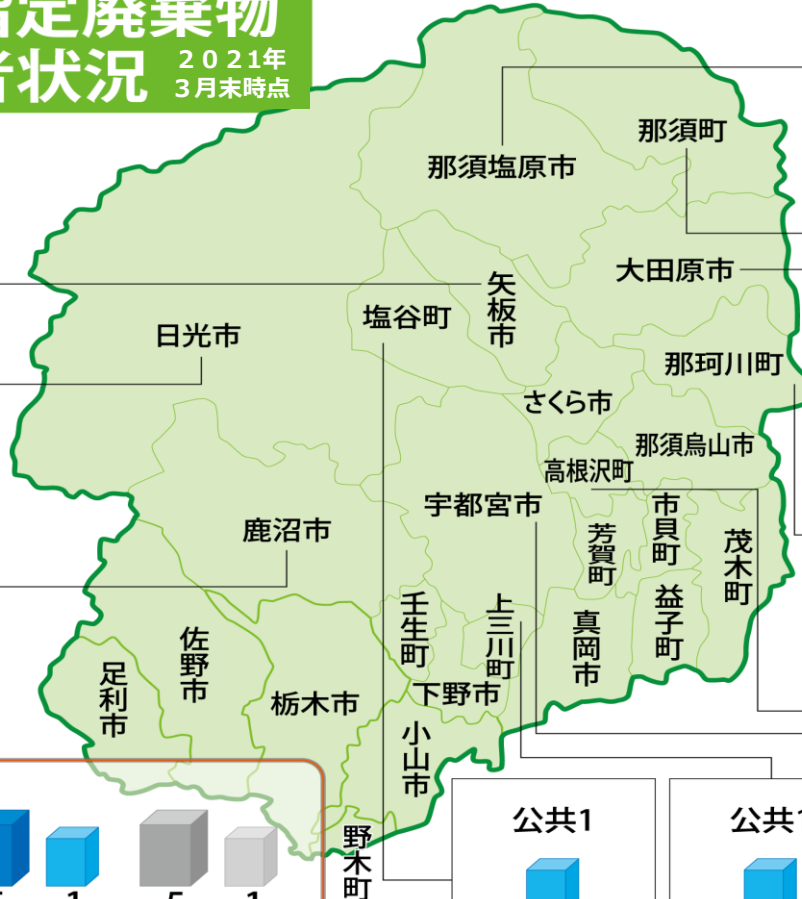 指定廃棄物
者状況 2021年
3月末時点
那須町
那須塩原市
大田原市
矢板市
塩谷町
日光市
那珂川町
さくら市
那須烏山市
高根沢町
宇都宮市
市貝町
鹿沼市
芳賀町
茂木町
益子町
壬生町
上三川町
真岡市
佐野市
足利市
下野市
栃木市
小山市
野木町
公共1
公共1
5
1